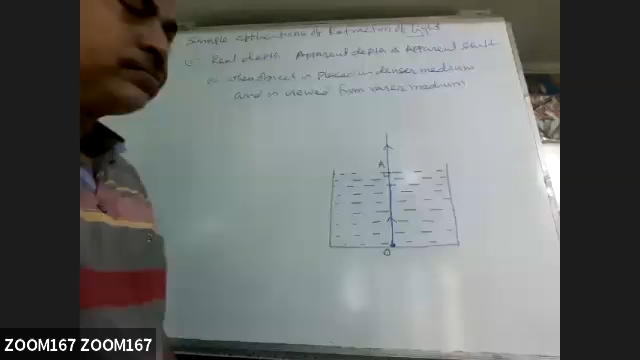 Simple applications of Refraction of light
Real depth Apparent depth & Apparent shift
when object is placed in denser medium
and is viewed from rarer medium
A
O
ZOOM167 ZOOM167